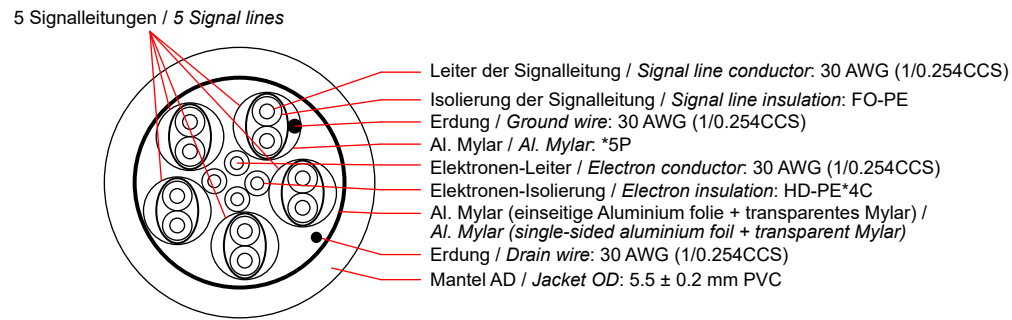 5 Signalleitungen / 5 Signal lines
Leiter der Signalleitung / Signal line conductor: 30 AWG (1/0.254CCS)
Isolierung der Signalleitung / Signal line insulation: FO-PE
Erdung / Ground wire: 30 AWG (1/0.254CCS)
Al. Mylar / Al. Mylar: *5P
Elektronen-Leiter / Electron conductor: 30 AWG (1/0.254CCS)
Elektronen-Isolierung / Electron insulation: HD-PE*4C
Al. Mylar (einseitige Aluminium folie + transparentes Mylar) /
Al. Mylar (single-sided aluminium foil + transparent Mylar)
Erdung / Drain wire: 30 AWG (1/0.254CCS)
Mantel AD / Jacket OD: 5.5 ± 0.2 mm PVC